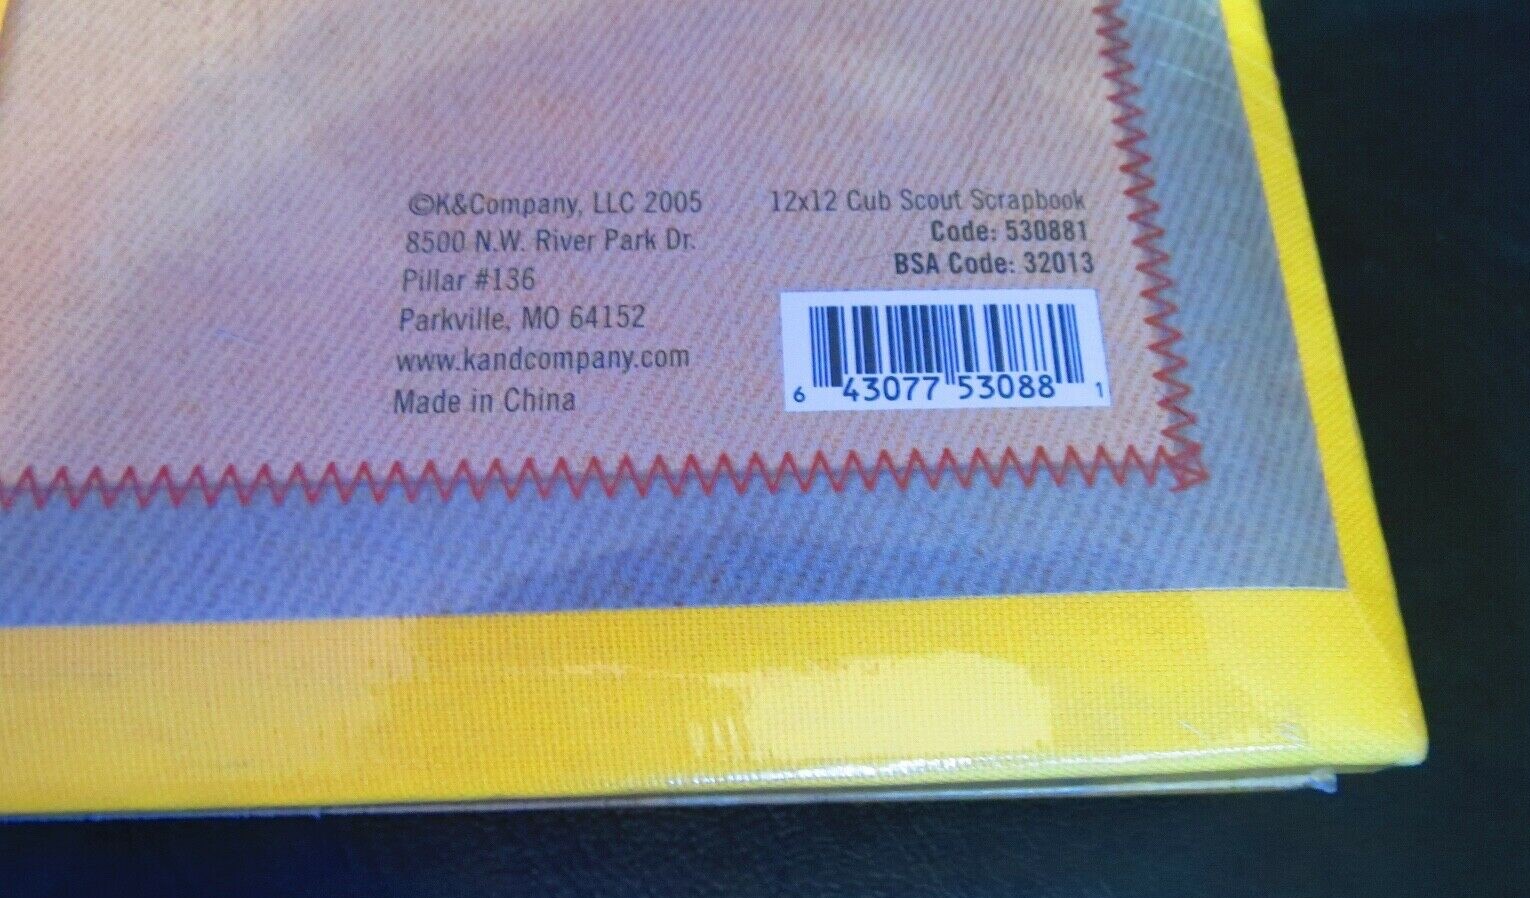 ©K&Company, LLC 2005
8500 N.W. River Park Dr.
Pillar #136
Parkville, MO 64152
www.kandcompany.com
Made in China
12x12 Cub Scout Scrapbook
Code: 530881
BSA Code: 32013
6 43077 53088 1